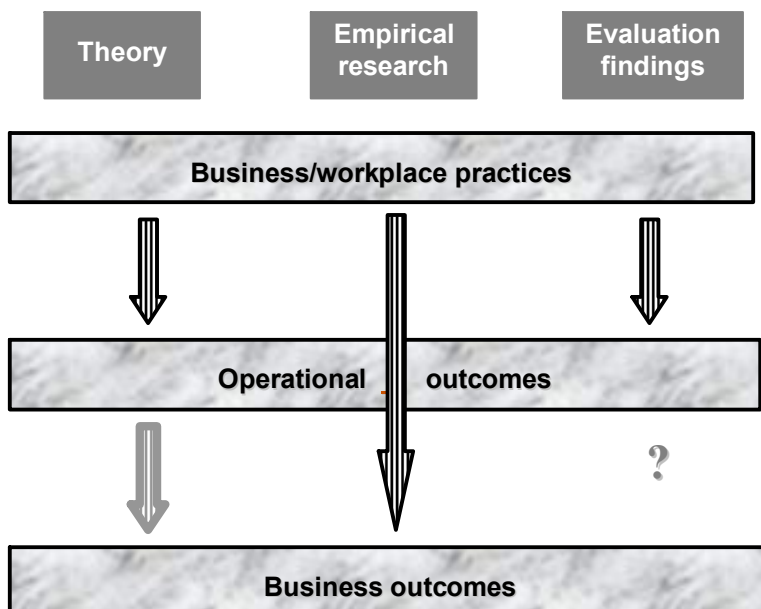 Theory
Empirical
research
Evaluation
findings
Business/workplace practices
Operational outcomes
?
Business outcomes